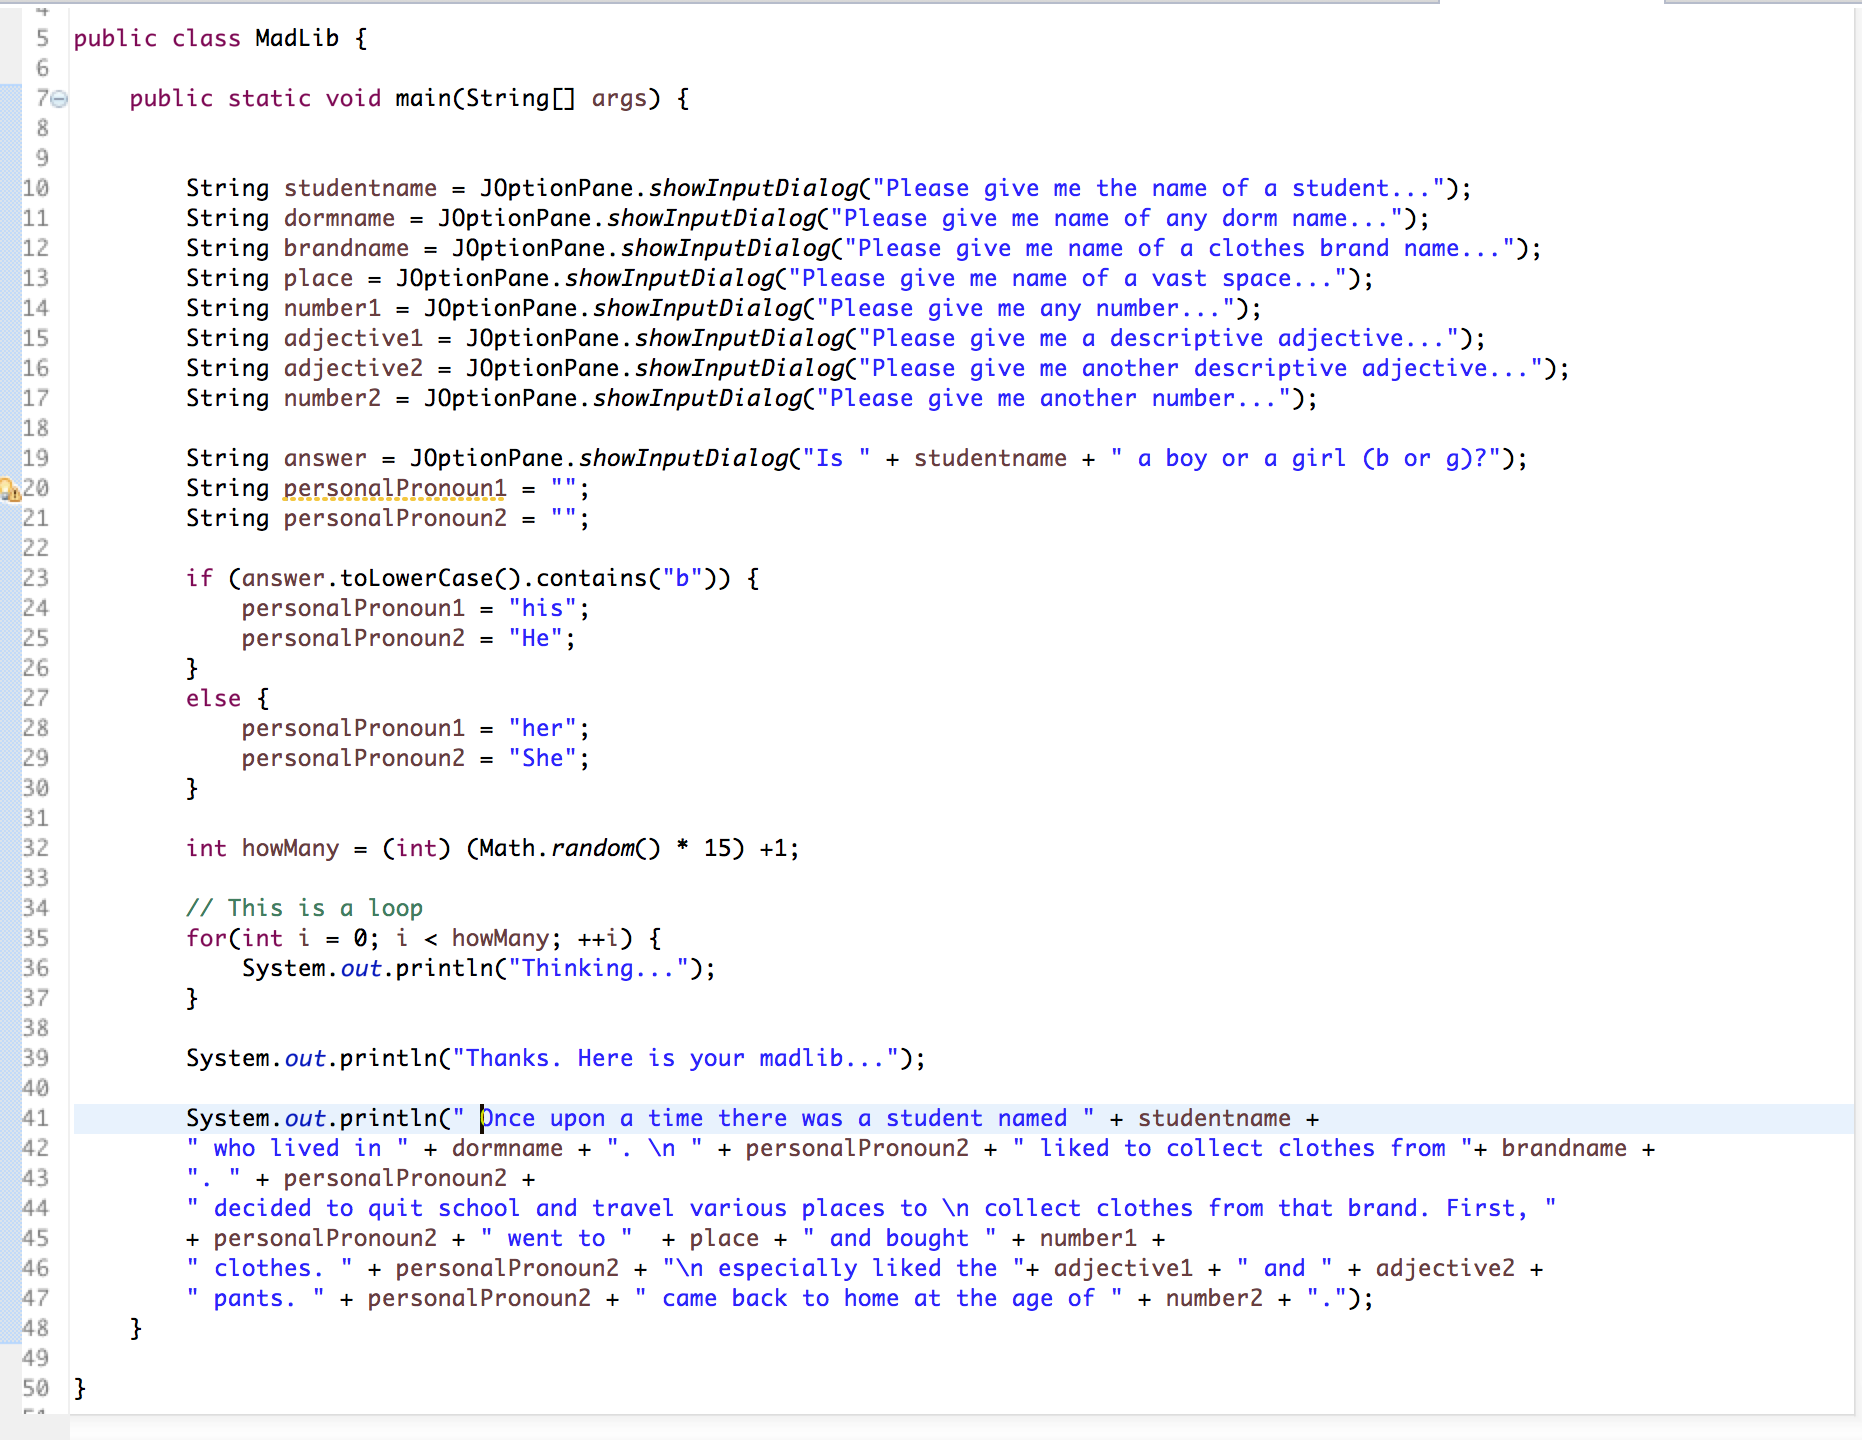 4
5 public class MadLib {
6
7 public static void main(String[] args) {
8
9
10 String studentname = JOptionPane.showInputDialog("Please give me the name of a student...");
11 String dormname = JOptionPane.showInputDialog("Please give me name of any dorm name...");
12 String brandname = JOptionPane.showInputDialog("Please give me name of a clothes brand name...");
13 String place = JOptionPane.showInputDialog("Please give me name of a vast space...");
14 String number1 = JOptionPane.showInputDialog("Please give me any number...");
15 String adjective1 = JOptionPane.showInputDialog("Please give me a descriptive adjective...");
16 String adjective2 = JOptionPane.showInputDialog("Please give me another descriptive adjective...");
17 String number2 = JOptionPane.showInputDialog("Please give me another number...");
18
19 String answer = JOptionPane.showInputDialog("Is " + studentname + " a boy or a girl (b or g)?");
20 String personalPronoun1 = "";
21 String personalPronoun2 = "";
22
23 if (answer.toLowerCase().contains("b")) {
24 personalPronoun1 = "his";
25 personalPronoun2 = "He";
26 }
27 else {
28 personalPronoun1 = "her";
29 personalPronoun2 = "She";
30 }
31
32 int howMany = (int) (Math.random() * 15) +1;
33
34 // This is a loop
35 for(int i = 0; i < howMany; ++i) {
36 System.out.println("Thinking...");
37 }
38
39 System.out.println("Thanks. Here is your madlib...");
40
41 System.out.println(" Once upon a time there was a student named " + studentname +
42 " who lived in " + dormname + ". \n " + personalPronoun2 + " liked to collect clothes from "+ brandname +
43 ". " + personalPronoun2 +
44 " decided to quit school and travel various places to \n collect clothes from that brand. First, "
45 + personalPronoun2 + " went to "  + place + " and bought " + number1 +
46 " clothes. " + personalPronoun2 + "\n especially liked the "+ adjective1 + " and " + adjective2 +
47 " pants. " + personalPronoun2 + " came back to home at the age of " + number2 + ".");
48 }
49
50 }
51